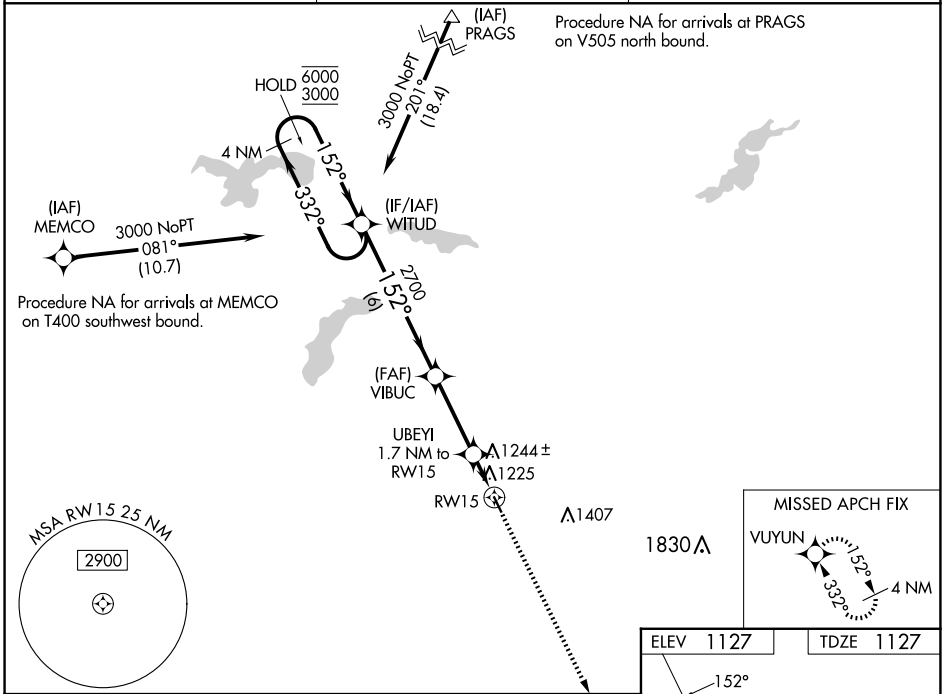 (IAF)
PRAGS
Procedure NA for arrivals at PRAGS
on V505 north bound.
HOLD
6000
3000
3000 NoPT
201°
(18.4)
4 NM
152°
332°
(IF/IAF)
WITUD
(IAF)
MEMCO
3000 NoPT
081°
(10.7)
Procedure NA for arrivals at MEMCO
on T400 southwest bound.
2700
152°
(6)
(FAF)
VIBUC
UBEYI
1.7 NM to
RW15
1244±
1225
RW15
1407
1830
MSA RW15 25 NM
2900
MISSED APCH FIX
VUYUN
152°
332°
4 NM
ELEV 1127
TDZE 1127
152°